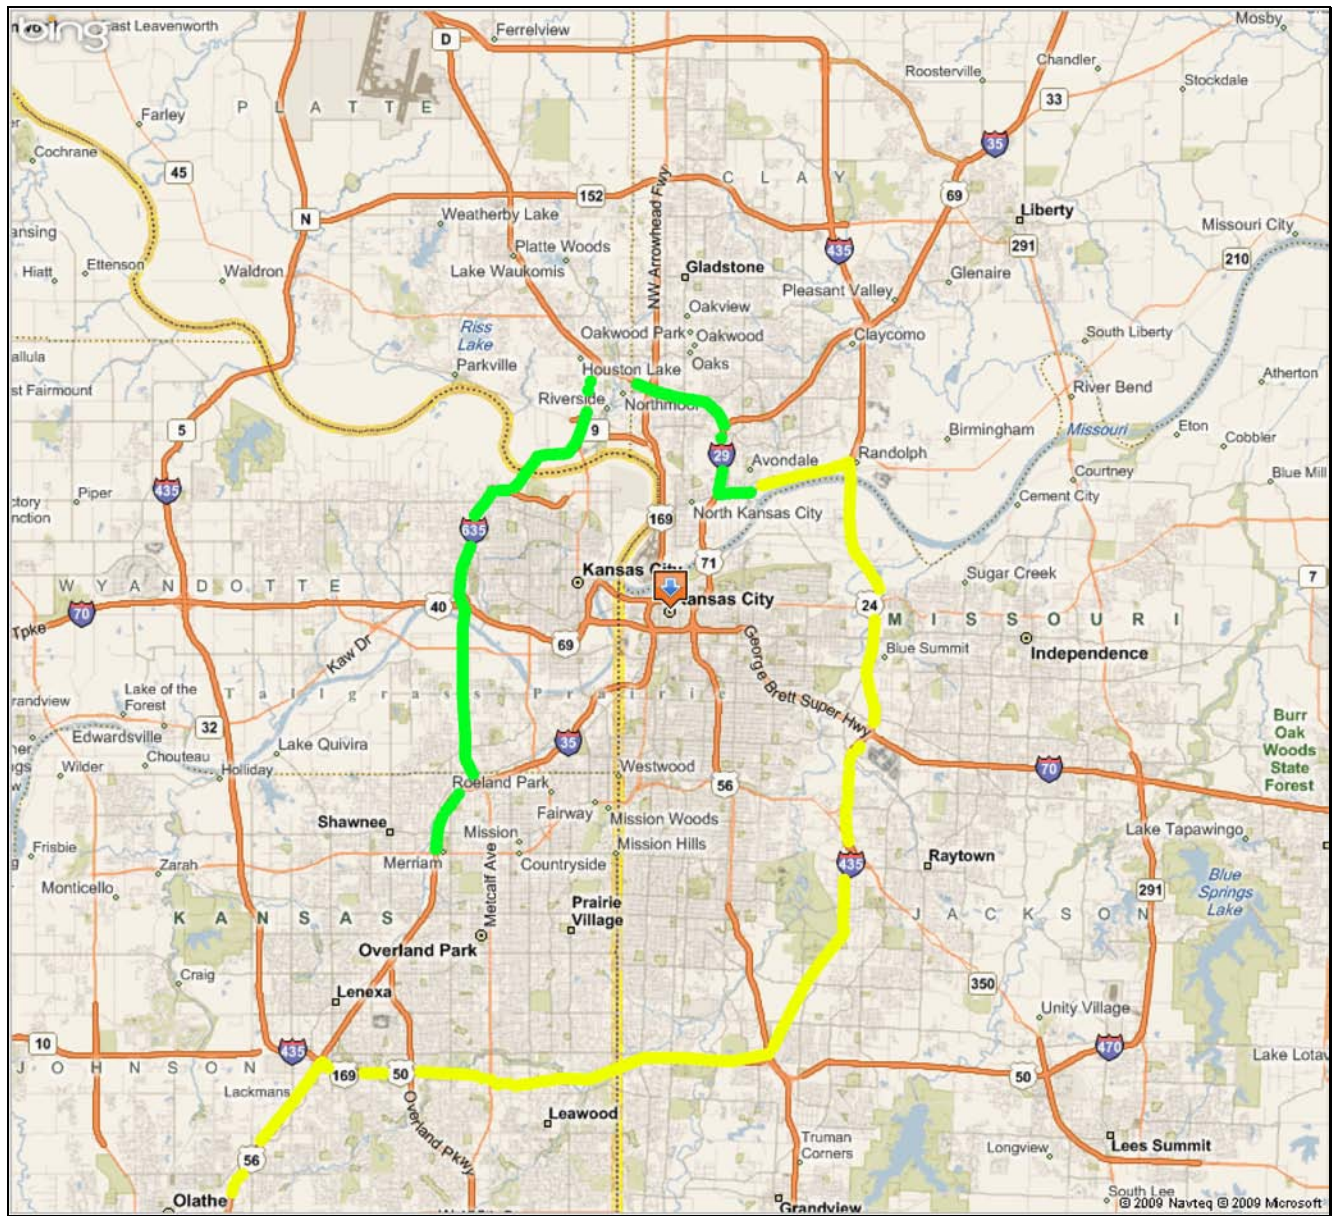 bing
East Leavenworth
Ferrelview
D
Mosby
Chandler
Roosterville
Stockdale
33
PLATTE
Farley
35
Cochrane
45
NW Arrowhead Fwy
CLAY
152
69
N
Weatherby Lake
Liberty
Missouri City
291
435
210
Platte Woods
Ettenson
Hiatt
Waldron
Lake Waukomis
Gladstone
Glenaire
Pleasant Valley
Oakview
Riss
Lake
Oakwood Park
Oakwood
Claycomo
South Liberty
Parkville
Oaks
Houston Lake
Atherton
River Bend
Riverside
Northmoor
5
9
Birmingham
Missouri
Eton
Cobbler
29
Avondale
Randolph
Courtney
Blue Mill
435
Piper
Cement City
North Kansas City
169
635
71
Kansas City
Sugar Creek
7
WYANDOTTE
40
Kansas City
24
70
MISSOURI
Tpke
69
Kaw Dr
George Brett Super Hwy
Blue Summit
Independence
Lake of the
Forest
Tallgrass Prairie
32
Edwardsville
Chouteau
Lake Quivira
35
Burr
Oak
Woods
State
Forest
Wilder
Holliday
Westwood
70
Roeland Park
56
Fairway
Mission Woods
Shawnee
Mission
Lake Tapawingo
Frisbie
Mission Hills
Zarah
Merriam
Countryside
435
Raytown
Monticello
Metcalf Ave
Blue
Springs
Lake
291
KANSAS
Prairie
Village
JACKSON
Overland Park
Craig
350
Lenexa
Unity Village
10
435
470
JOHNSON
169
50
50
Lackmans
Overland Pkwy
Leawood
Truman
Corners
Longview
Lees Summit
56
Olathe
South Lee
Grandview
© 2009 Navteq © 2009 Microsoft